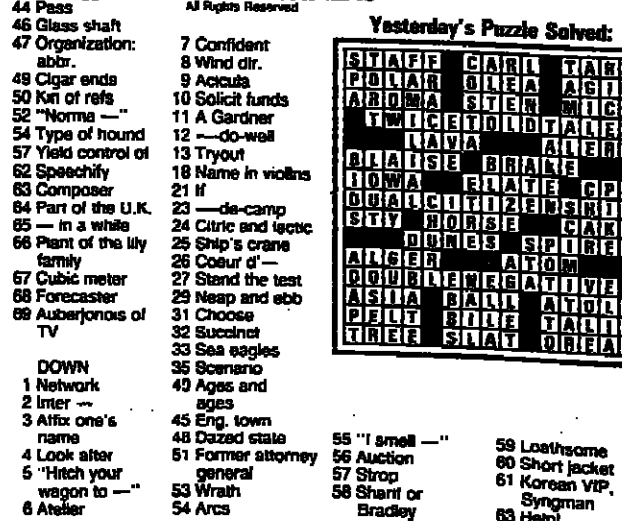 44 Pass
46 Glass shaft
47 Organization:
abbr.
49 Cigar ends
50 Kin of refs
52 "Norma —"
54 Type of hound
57 Yield control of
62 Speechify
63 Composer
64 Part of the U.K.
65 — in a while
66 Plant of the lily
family
67 Cubic meter
68 Forecaster
69 Auberjonois of
TV
DOWN
1 Network
2 Inter —
3 Affix one's
name
4 Look after
5 "Hitch your
wagon to —"
6 Atelier
All Rights Reserved
7 Confident
8 Wind dir.
9 Acicula
10 Solicit funds
11 A Gardner
12 —-do-well
13 Tryout
18 Name in violins
21 If
23 —-de-camp
24 Citric and lactic
25 Ship's crane
26 Coeur d'—
27 Stand the test
29 Neap and ebb
31 Choose
32 Succinct
33 Sea eagles
35 Scenario
40 Ages and
ages
45 Eng. town
48 Dazed state
51 Former attorney
general
53 Wrath
54 Arcs
55 "I smell —"
56 Auction
57 Strop
58 Sharif or
Bradley
59 Loathsome
60 Short jacket
61 Korean VIP,
Syngman
63 Help!
Yesterday's Puzzle Solved:
STAFF CARL TAR
POLAR OLEA AGI
AROMA STEN MIC
TWICETOLDTALE
LAVA ALER
BLAISE BRAKE
IOWA ELATE CP
DUALCITIZENSHI
STY HORSE CAK
DUNES SPIRE
ALGER ATOM
DOUBLENEGATIVE
ASIA BALL ATOL
PELT BILE TALI
TREE SLAT OREA